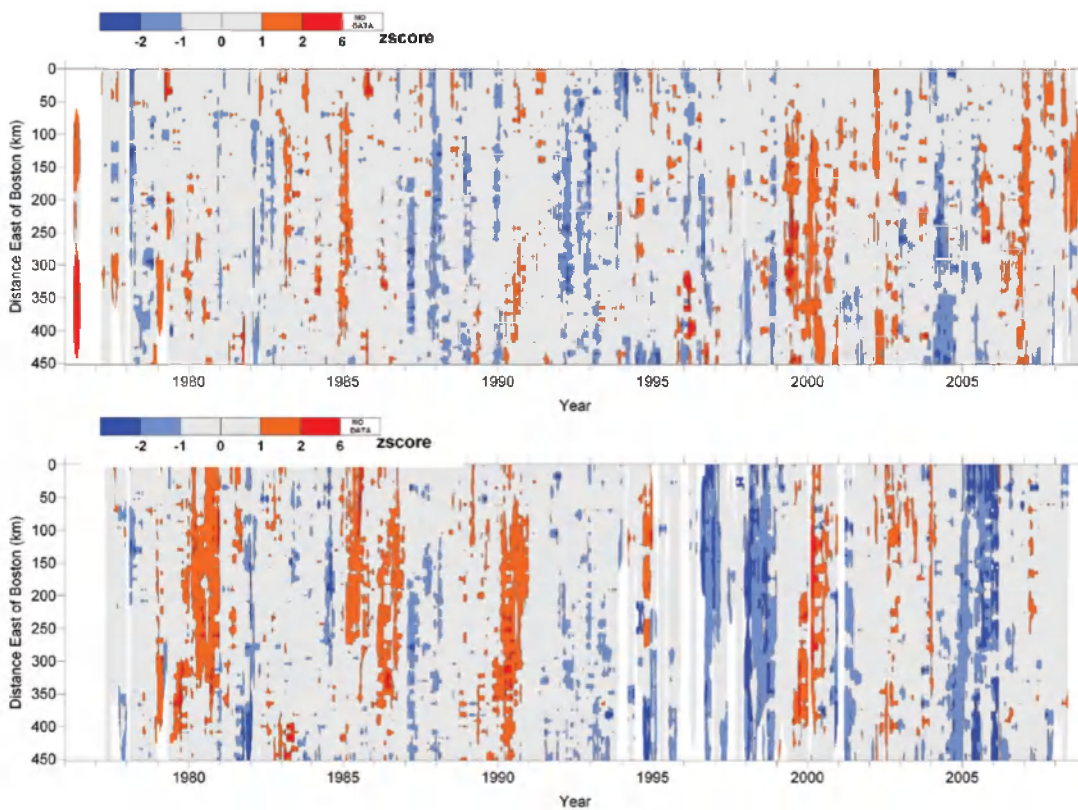 NO
DATA
-2 -1 0 1 2 6 zscore
Distance East of Boston (km)
0
50
100
150
200
250
300
350
400
450
1980 1985 1990 1995 2000 2005
Year
NO
DATA
-2 -1 0 1 2 6 zscore
Distance East of Boston (km)
0
50
100
150
200
250
300
350
400
450
1980 1985 1990 1995 2000 2005
Year